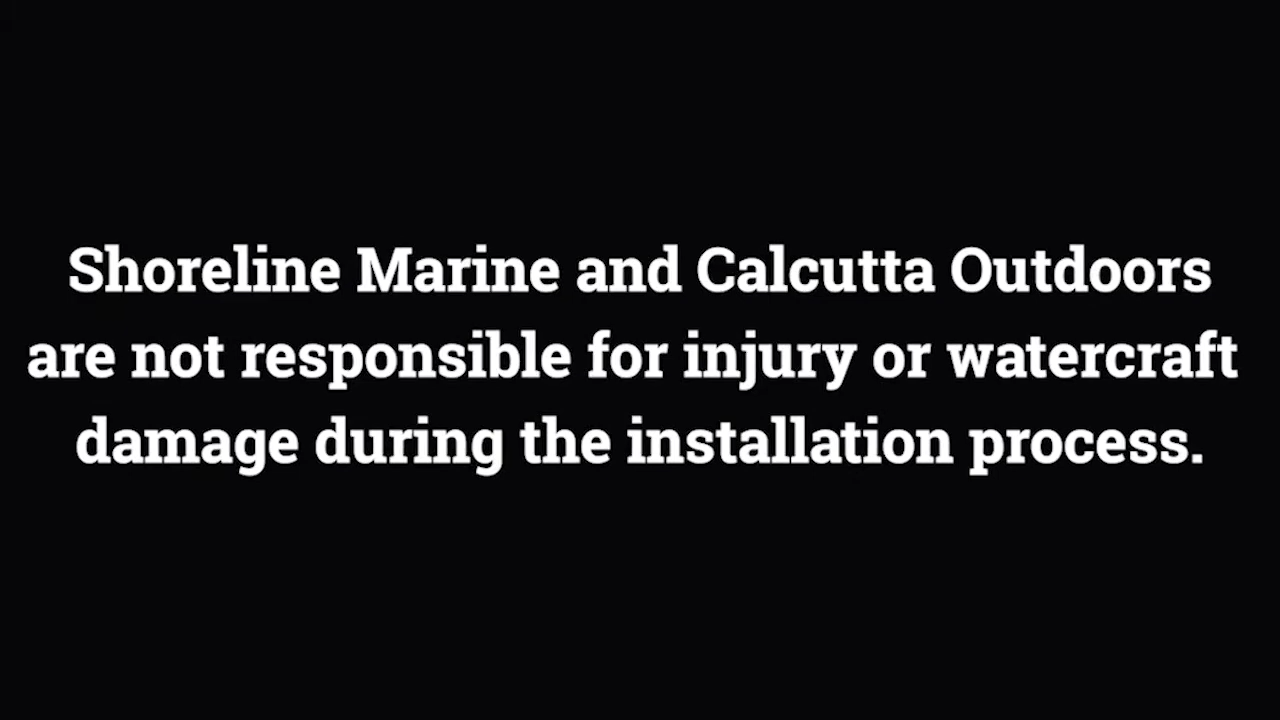 Shoreline Marine and Calcutta Outdoors
are not responsible for injury or watercraft
damage during the installation process.